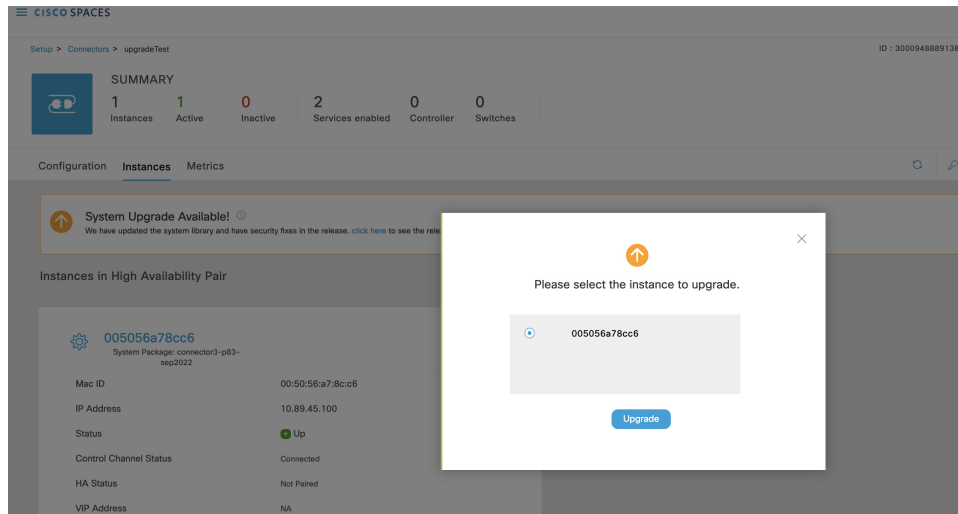 CISCO SPACES
Setup > Connectors > upgradeTest
ID : 3000948889138
SUMMARY
1 1 0 2 0 0
Instances Active Inactive Services enabled Controller Switches
Configuration Instances Metrics
System Upgrade Available!
We have updated the system library and have security fixes in the release. click here to see the rele
Instances in High Availability Pair
005056a78cc6
System Package: connector3-p83-
sep2022
Mac ID 00:50:56:a7:8c:c6
IP Address 10.89.45.100
Status Up
Control Channel Status Connected
HA Status Not Paired
VIP Address NA
Please select the instance to upgrade.
005056a78cc6
Upgrade